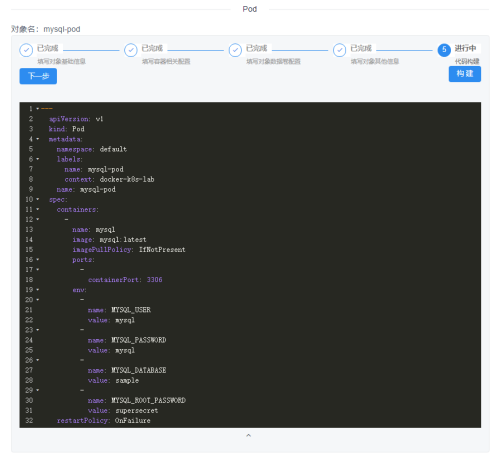 Pod
对象名：mysql-pod
已完成 已完成 已完成 已完成 5 进行中
填写对象基础信息 填写容器相关配置 填写对象数据卷配置 填写对象其他信息 代码构建
下一步 构 建
1 ---
2 apiVersion: v1
3 kind: Pod
4 metadata:
5 namespace: default
6 labels:
7 name: mysql-pod
8 context: docker-k8s-lab
9 name: mysql-pod
10 spec:
11 containers:
12 -
13 name: mysql
14 image: mysql:latest
15 imagePullPolicy: IfNotPresent
16 ports:
17 -
18 containerPort: 3306
19 env:
20 -
21 name: MYSQL_USER
22 value: mysql
23 -
24 name: MYSQL_PASSWORD
25 value: mysql
26 -
27 name: MYSQL_DATABASE
28 value: sample
29 -
30 name: MYSQL_ROOT_PASSWORD
31 value: supersecret
32 restartPolicy: OnFailure